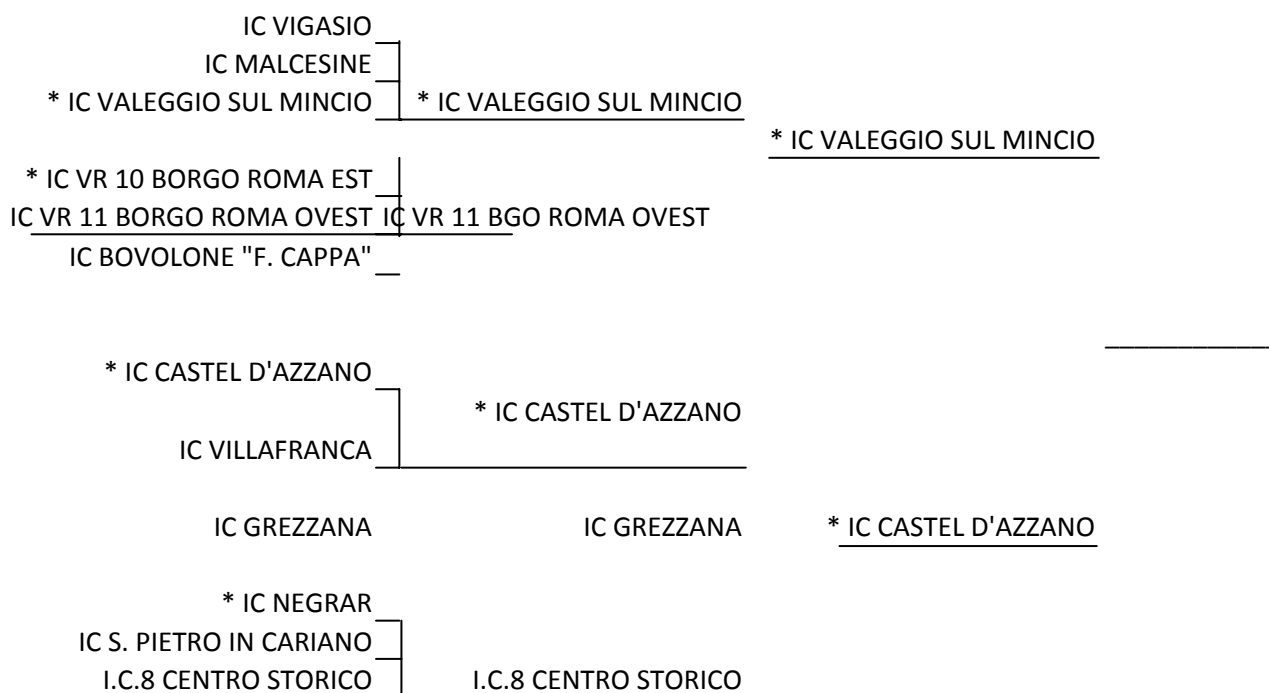 IC VIGASIO
IC MALCESINE
* IC VALEGGIO SUL MINCIO * IC VALEGGIO SUL MINCIO
* IC VALEGGIO SUL MINCIO
* IC VR 10 BORGO ROMA EST
IC VR 11 BORGO ROMA OVEST IC VR 11 BGO ROMA OVEST
IC BOVOLONE "F. CAPPA"
* IC CASTEL D'AZZANO
* IC CASTEL D'AZZANO
IC VILLAFRANCA
IC GREZZANA IC GREZZANA * IC CASTEL D'AZZANO
* IC NEGRAR
IC S. PIETRO IN CARIANO
I.C.8 CENTRO STORICO I.C.8 CENTRO STORICO